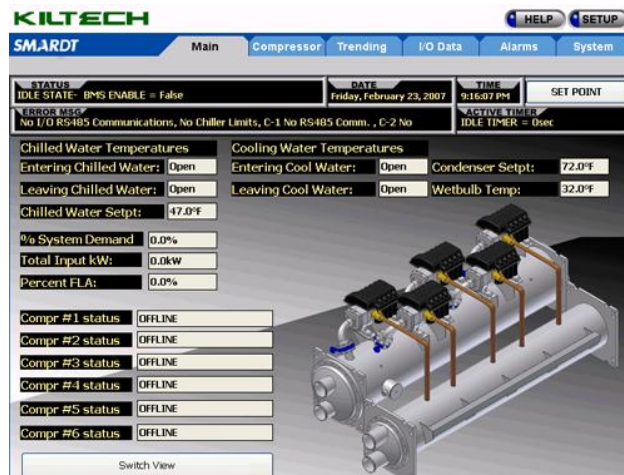 KILTECH
HELP SETUP
SMARDT Main Compressor Trending I/O Data Alarms System
STATUS DATE TIME
IDLE STATE- BMS ENABLE = False Friday, February 23, 2007 9:16:07 PM SET POINT
ERROR MSG ACTIVE TIMER
No I/O RS485 Communications, No Chiller Limits, C-1 No RS485 Comm. , C-2 No IDLE TIMER = 0sec
Chilled Water Temperatures Cooling Water Temperatures
Entering Chilled Water: Open Entering Cool Water: Open Condenser Setpt: 72.0°F
Leaving Chilled Water: Open Leaving Cool Water: Open Wetbulb Temp: 32.0°F
Chilled Water Setpt: 47.0°F
% System Demand 0.0%
Total Input kW: 0.0kW
Percent FLA: 0.0%
Compr #1 status OFFLINE
Compr #2 status OFFLINE
Compr #3 status OFFLINE
Compr #4 status OFFLINE
Compr #5 status OFFLINE
Compr #6 status OFFLINE
Switch View